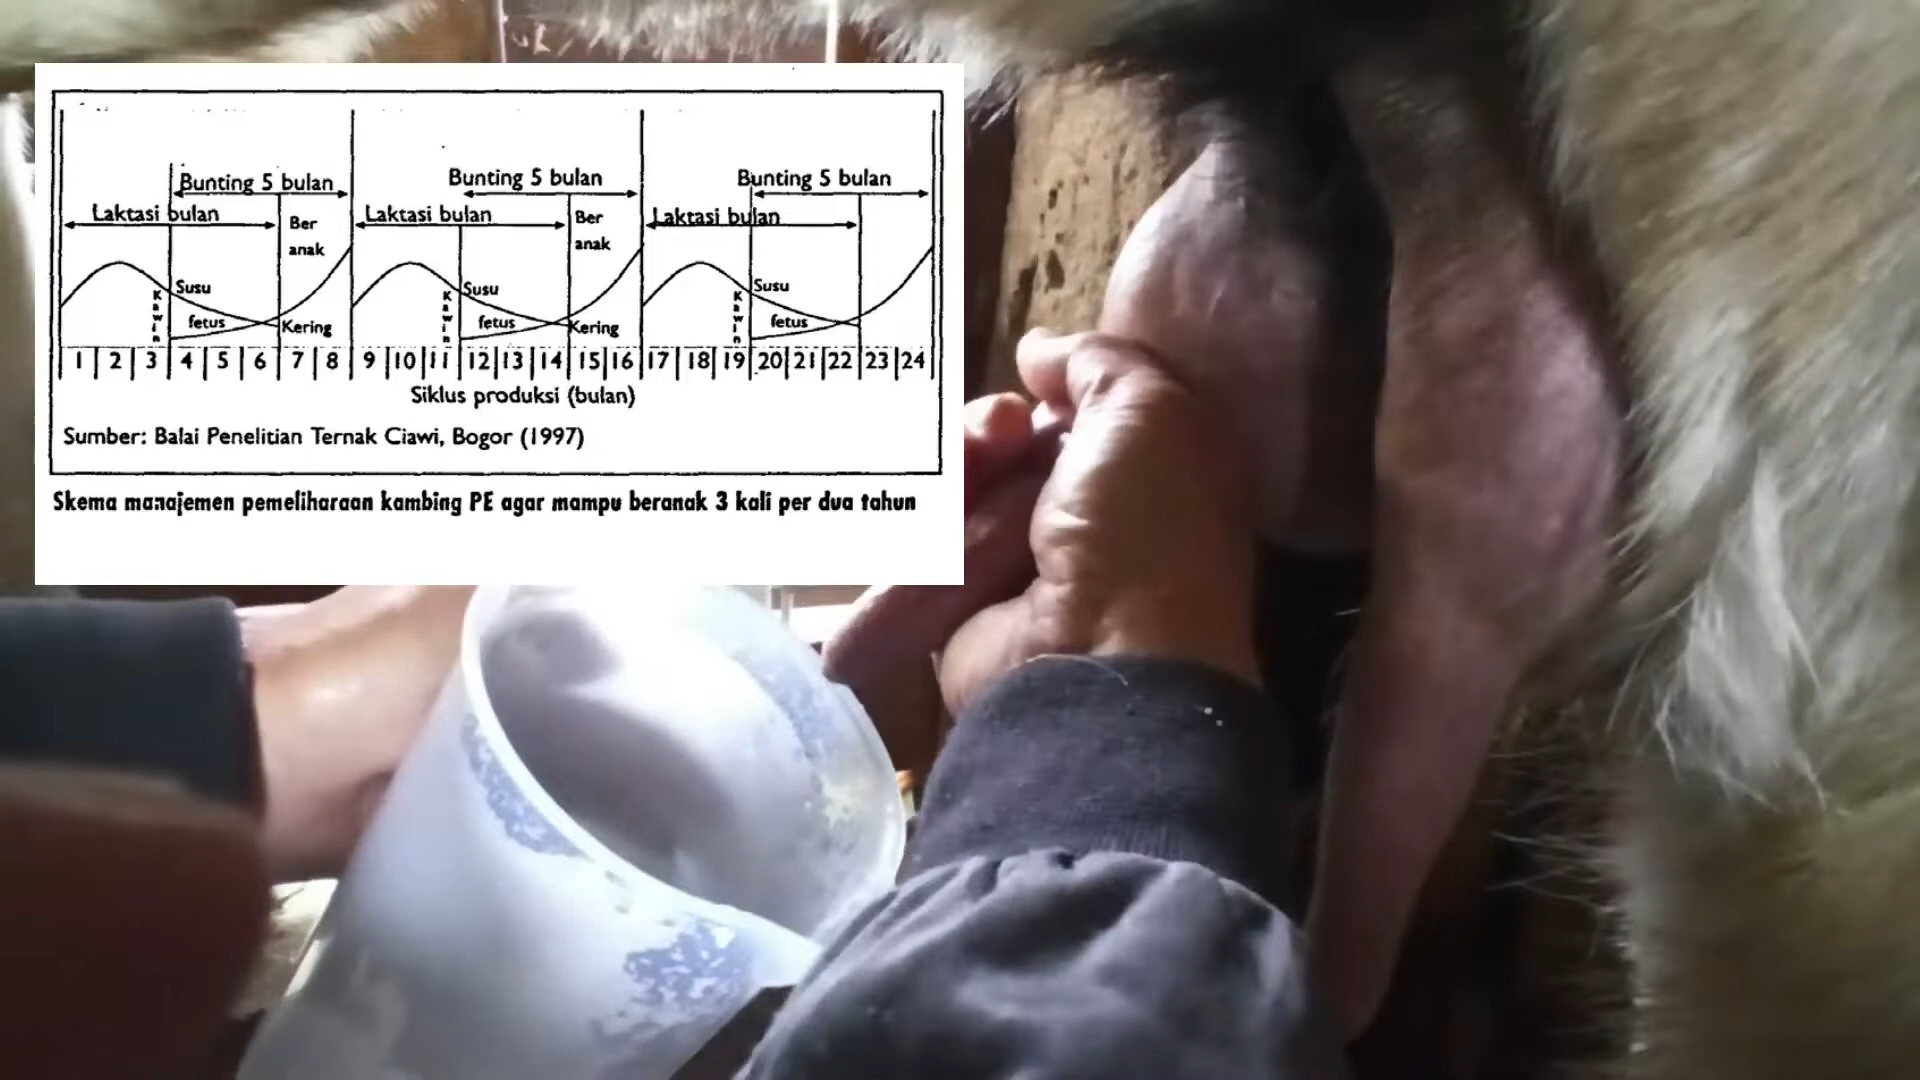 Bunting 5 bulan Bunting 5 bulan Bunting 5 bulan
Laktasi bulan Ber anak Laktasi bulan Ber anak Laktasi bulan
Susu Susu Susu
Kawin Kawin Kawin
fetus Kering fetus Kering fetus
1 2 3 4 5 6 7 8 9 10 11 12 13 14 15 16 17 18 19 20 21 22 23 24
Siklus produksi (bulan)
Sumber: Balai Penelitian Ternak Ciawi, Bogor (1997)
Skema manajemen pemeliharaan kambing PE agar mampu beranak 3 kali per dua tahun